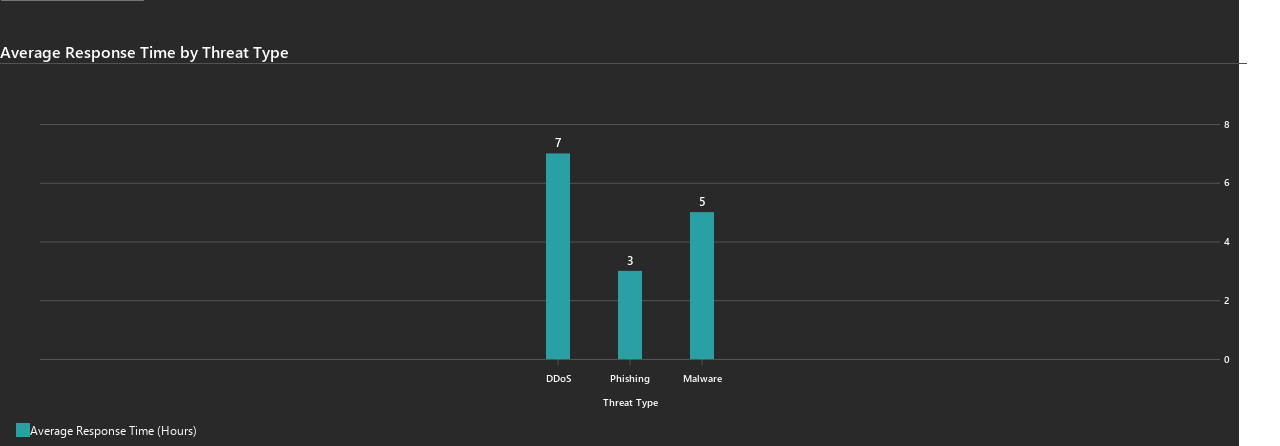 Average Response Time by Threat Type
8
7
6
5
4
3
2
0
DDoS Phishing Malware
Threat Type
Average Response Time (Hours)